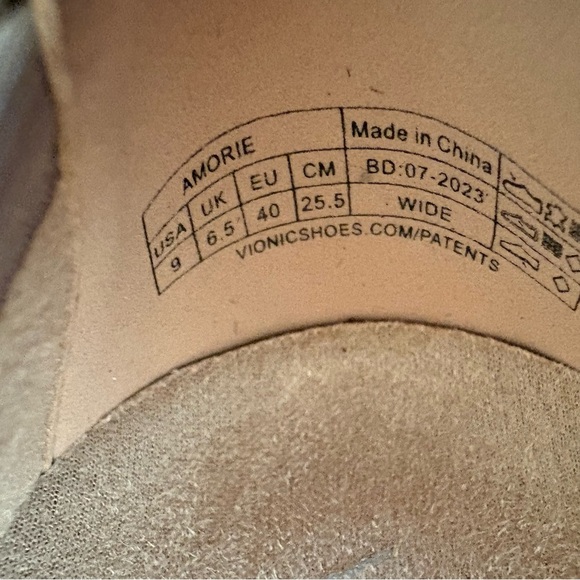 AMORIE
Made in China
USA UK EU CM
BD:07-2023
9 6.5 40 25.5
WIDE
VIONICSHOES.COM/PATENTS